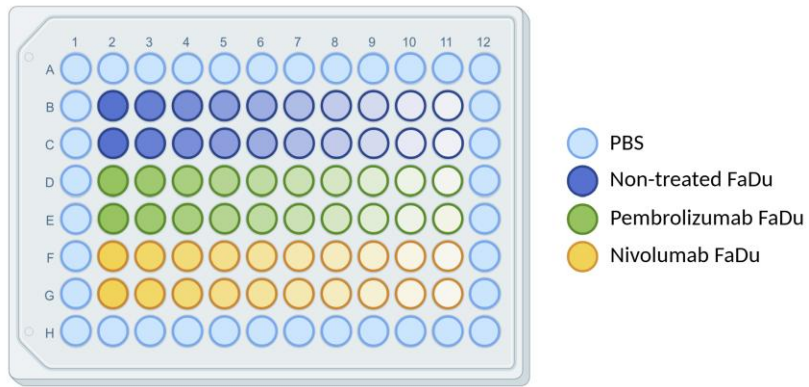 1 2 3 4 5 6 7 8 9 10 11 12
A
B
C
D
E
F
G
H
PBS
Non-treated FaDu
Pembrolizumab FaDu
Nivolumab FaDu